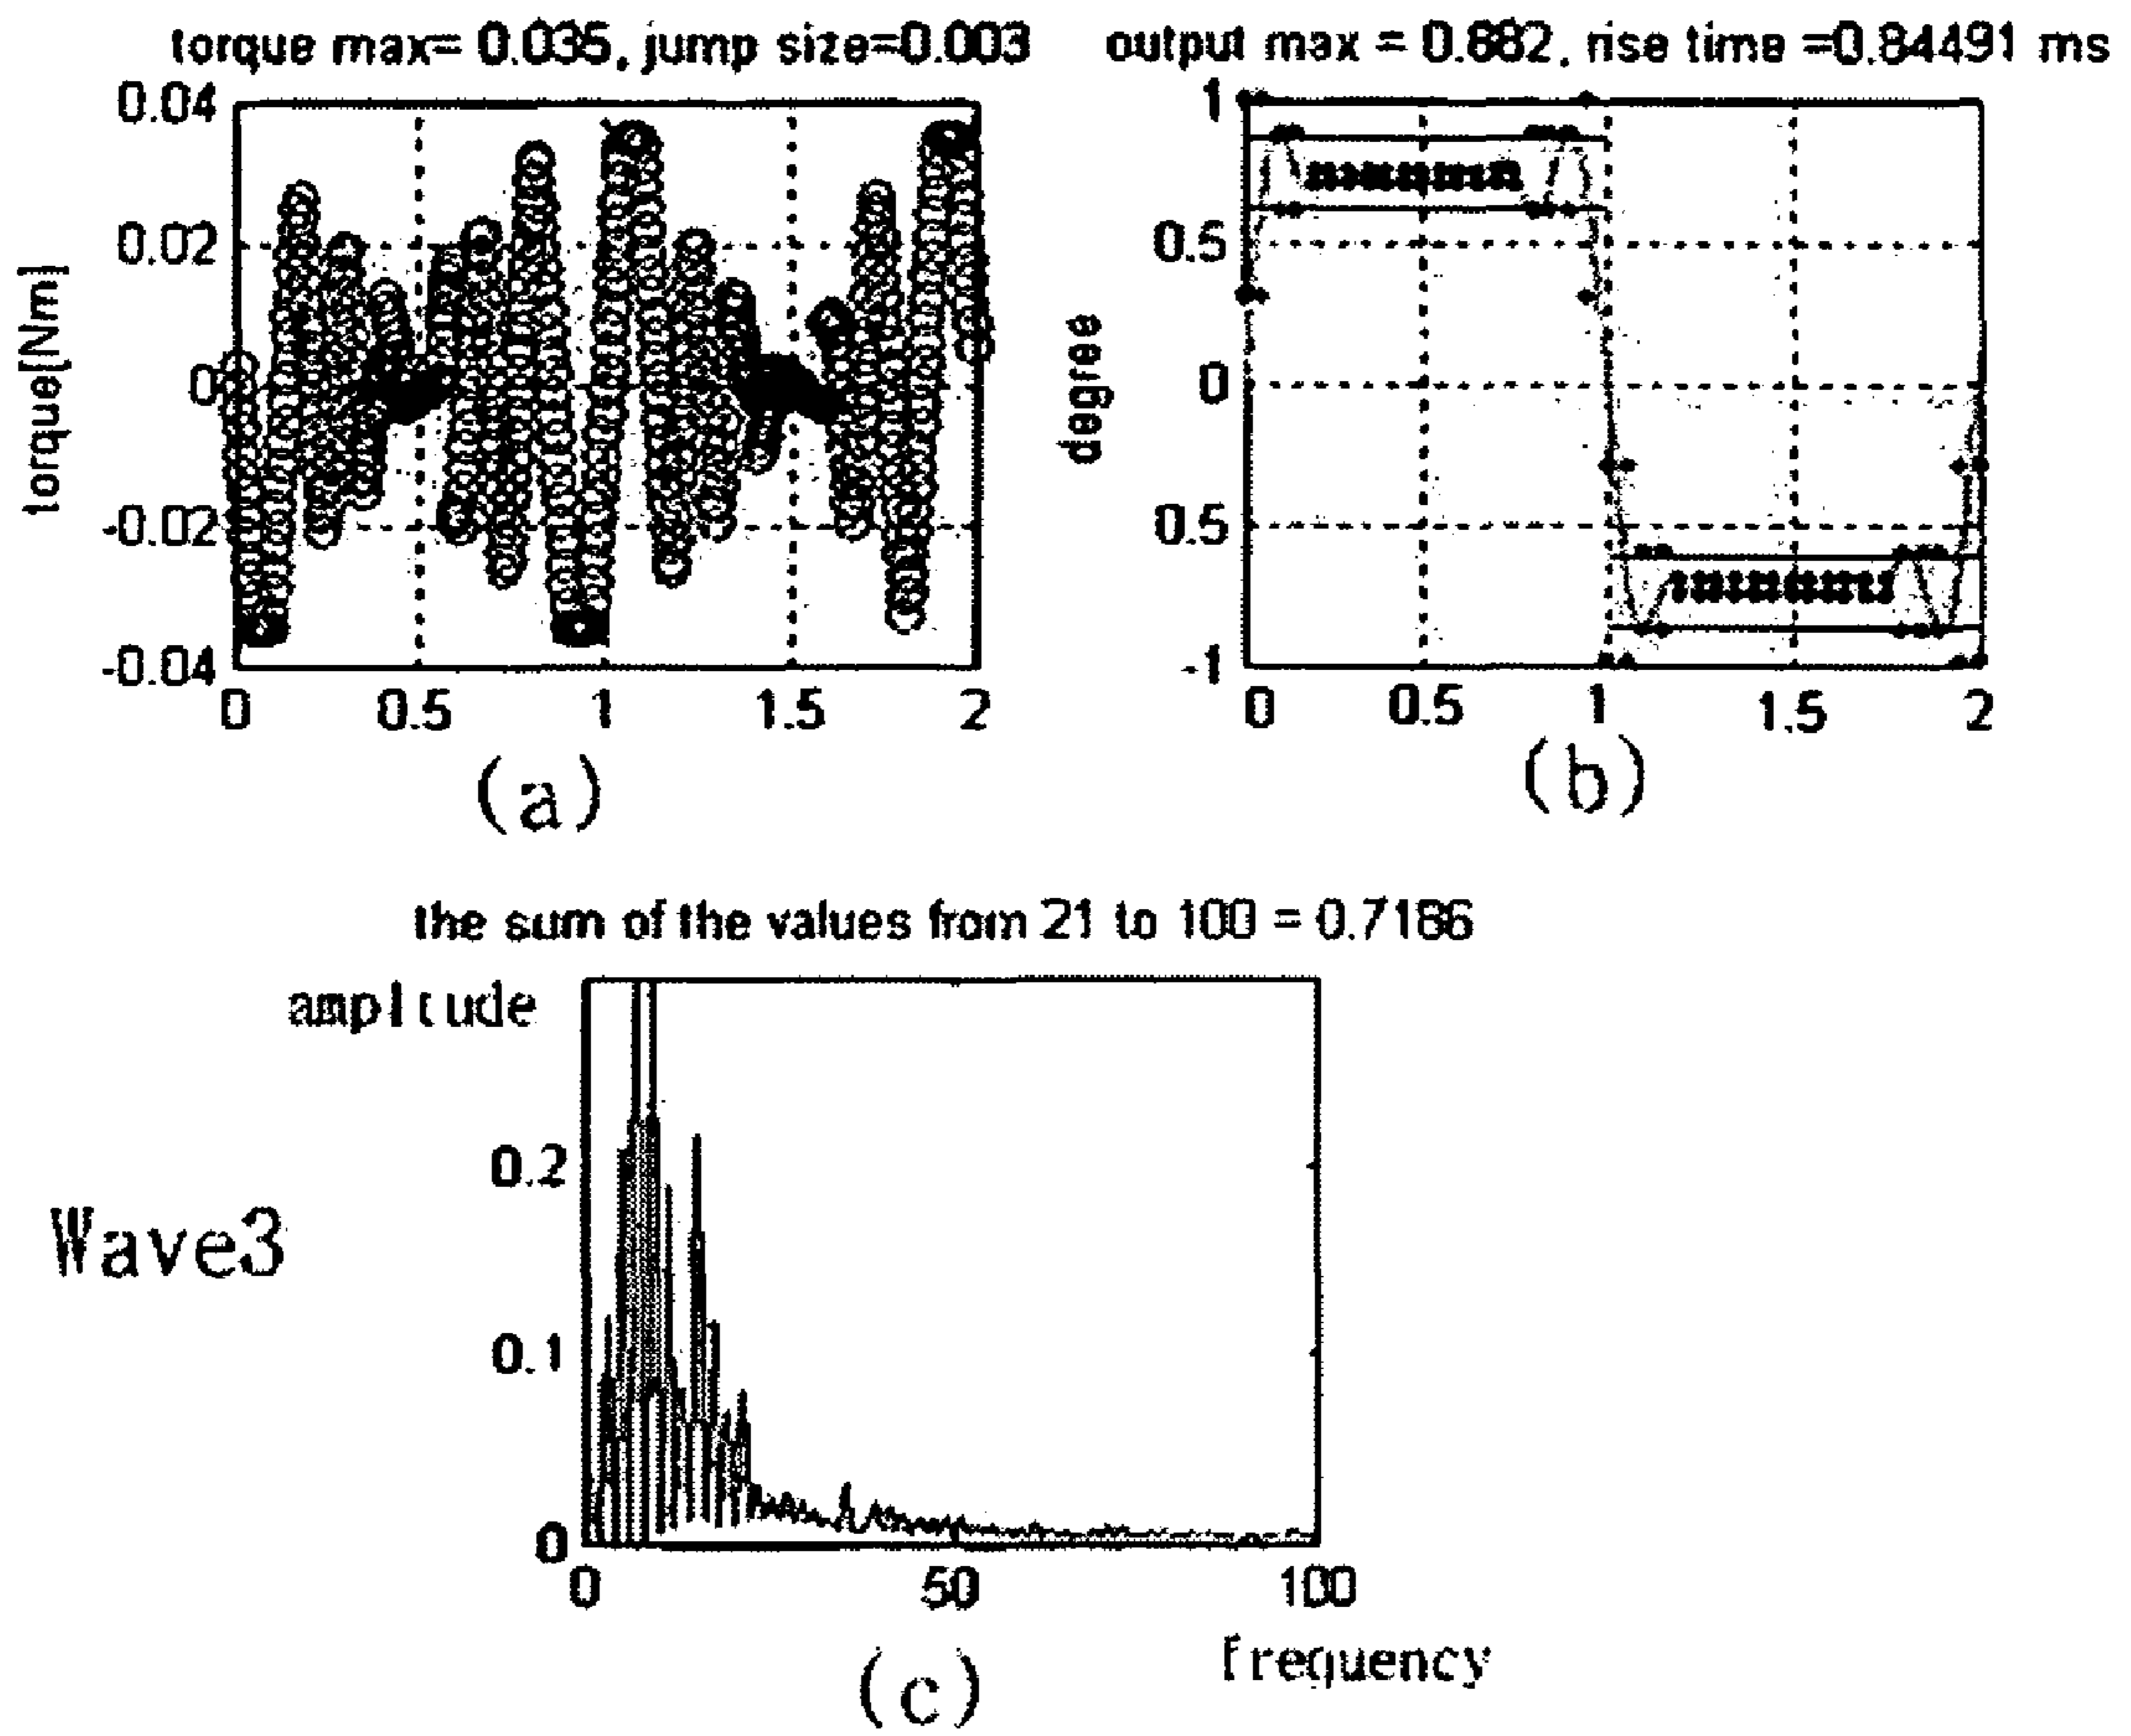 torque max= 0.035, jump size=0.003
output max = 0.882, rise time =0.84491 ms
0.04
0.02
0
-0.02
-0.04
torque[Nm]
0 0.5 1 1.5 2
(a)
1
0.5
0
0.5
-1
degree
0 0.5 1 1.5 2
(b)
the sum of the values from 21 to 100 = 0.7186
amplitude
0.2
0.1
0
Wave3
0 50 100
frequency
(c)